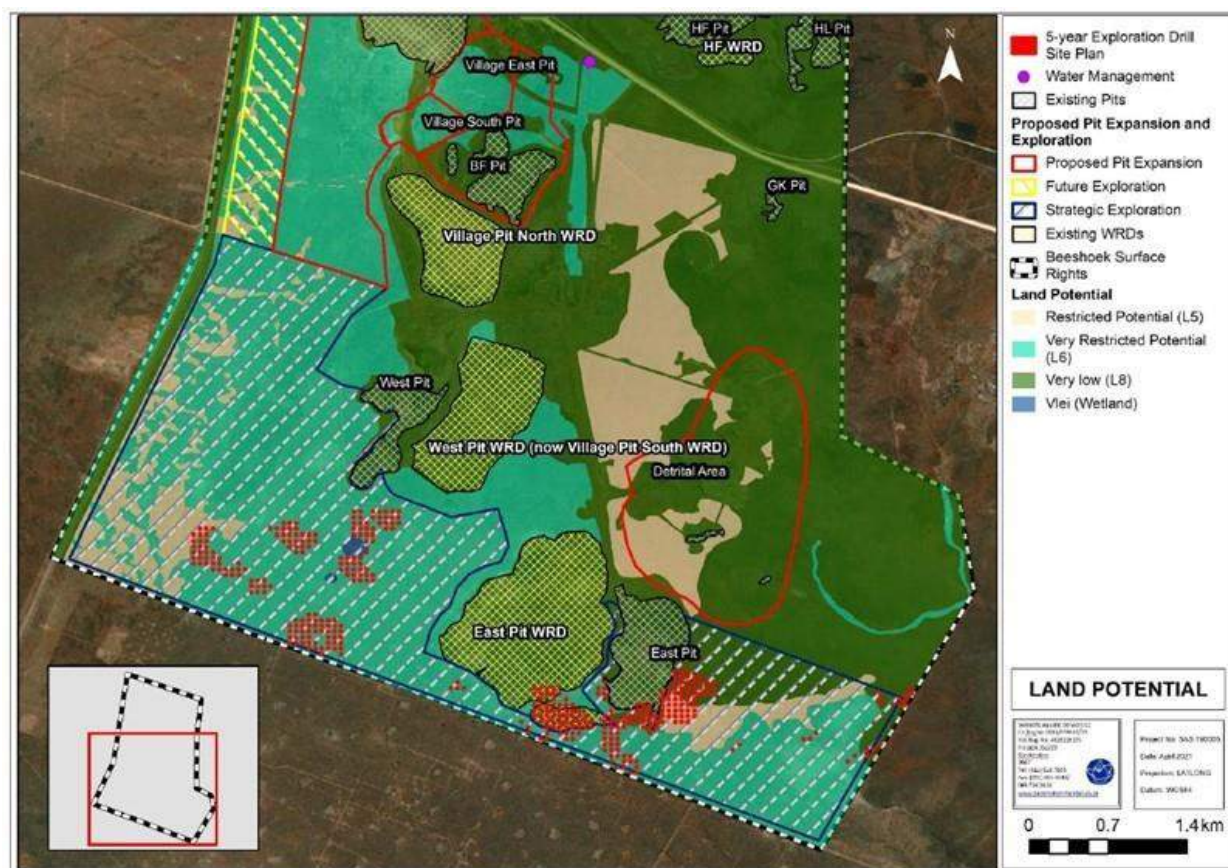 HF Pit
HL Pit
HF WRD
Village East Pit
Village South Pit
BF Pit
GK Pit
Village Pit North WRD
West Pit
West Pit WRD (now Village Pit South WRD)
Detrital Area
East Pit WRD
East Pit
N
5-year Exploration Drill
Site Plan
Water Management
Existing Pits
Proposed Pit Expansion and
Exploration
Proposed Pit Expansion
Future Exploration
Strategic Exploration
Existing WRDs
Beeshoek Surface
Rights
Land Potential
Restricted Potential (L5)
Very Restricted Potential
(L6)
Very low (L8)
Vlei (Wetland)
LAND POTENTIAL
Date: April 2021
0 0.7 1.4 km